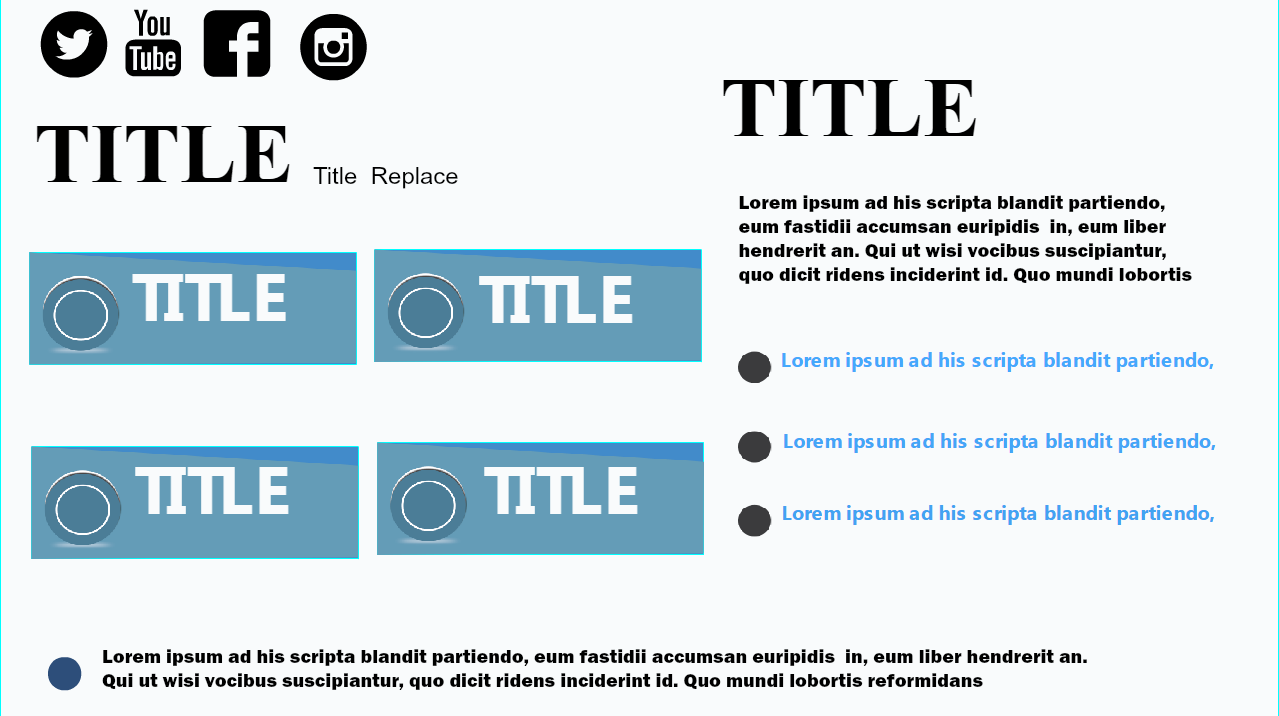 You
Tube
TITLE Title Replace
TITLE
TITLE
TITLE
TITLE
TITLE
Lorem ipsum ad his scripta blandit partiendo,
eum fastidii accumsan euripidis in, eum liber
hendrerit an. Qui ut wisi vocibus suscipiantur,
quo dicit ridens inciderint id. Quo mundi lobortis
Lorem ipsum ad his scripta blandit partiendo,
Lorem ipsum ad his scripta blandit partiendo,
Lorem ipsum ad his scripta blandit partiendo,
Lorem ipsum ad his scripta blandit partiendo, eum fastidii accumsan euripidis in, eum liber hendrerit an.
Qui ut wisi vocibus suscipiantur, quo dicit ridens inciderint id. Quo mundi lobortis reformidans